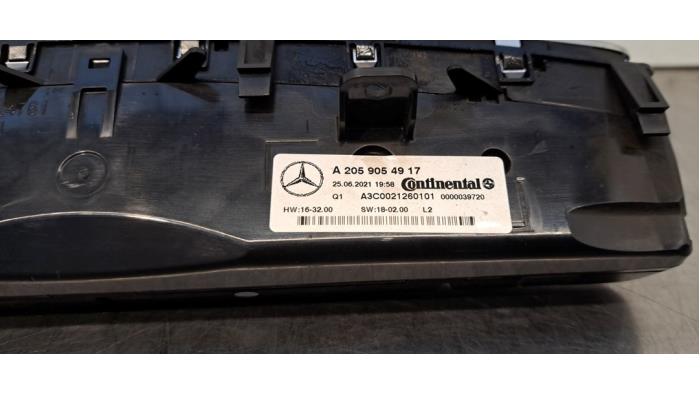 A 205 905 49 17
25.06.2021 19:58 Continental
Q1 A3C0021260101 0000039720
HW:16-32.00 SW:18-02.00 L2